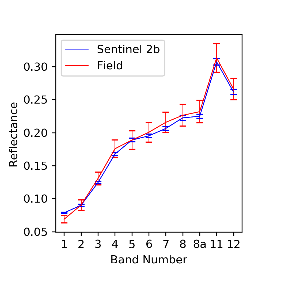 Sentinel 2b
Field
0.30
0.25
0.20
0.15
0.10
0.05
Reflectance
1 2 3 4 5 6 7 8 8a 11 12
Band Number